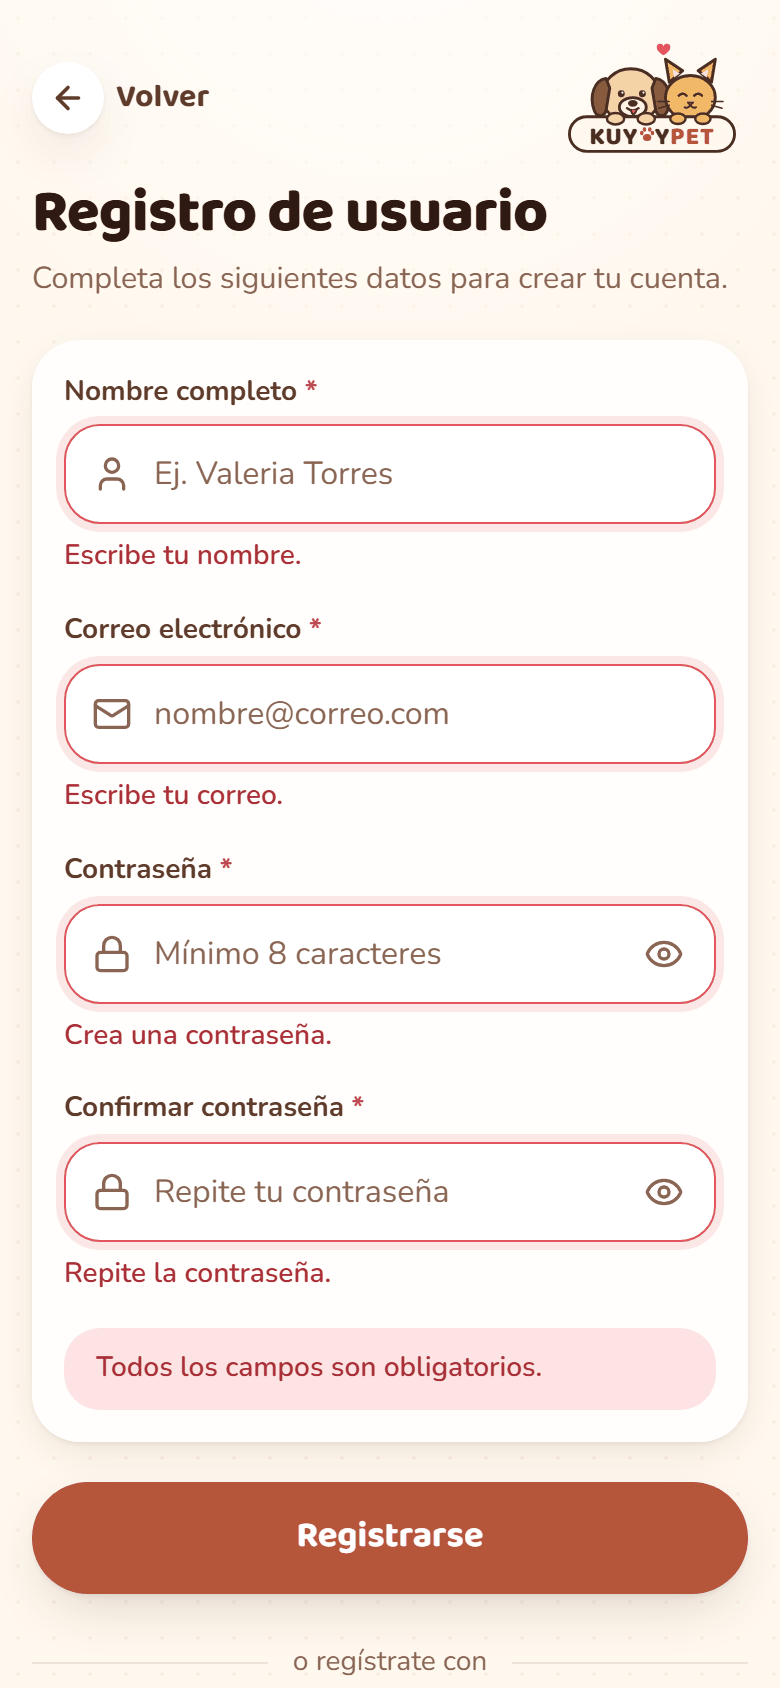 Volver
KUYAYPET
Registro de usuario
Completa los siguientes datos para crear tu cuenta.
Nombre completo *
Ej. Valeria Torres
Escribe tu nombre.
Correo electrónico *
nombre@correo.com
Escribe tu correo.
Contraseña *
Mínimo 8 caracteres
Crea una contraseña.
Confirmar contraseña *
Repite tu contraseña
Repite la contraseña.
Todos los campos son obligatorios.
Registrarse
o regístrate con